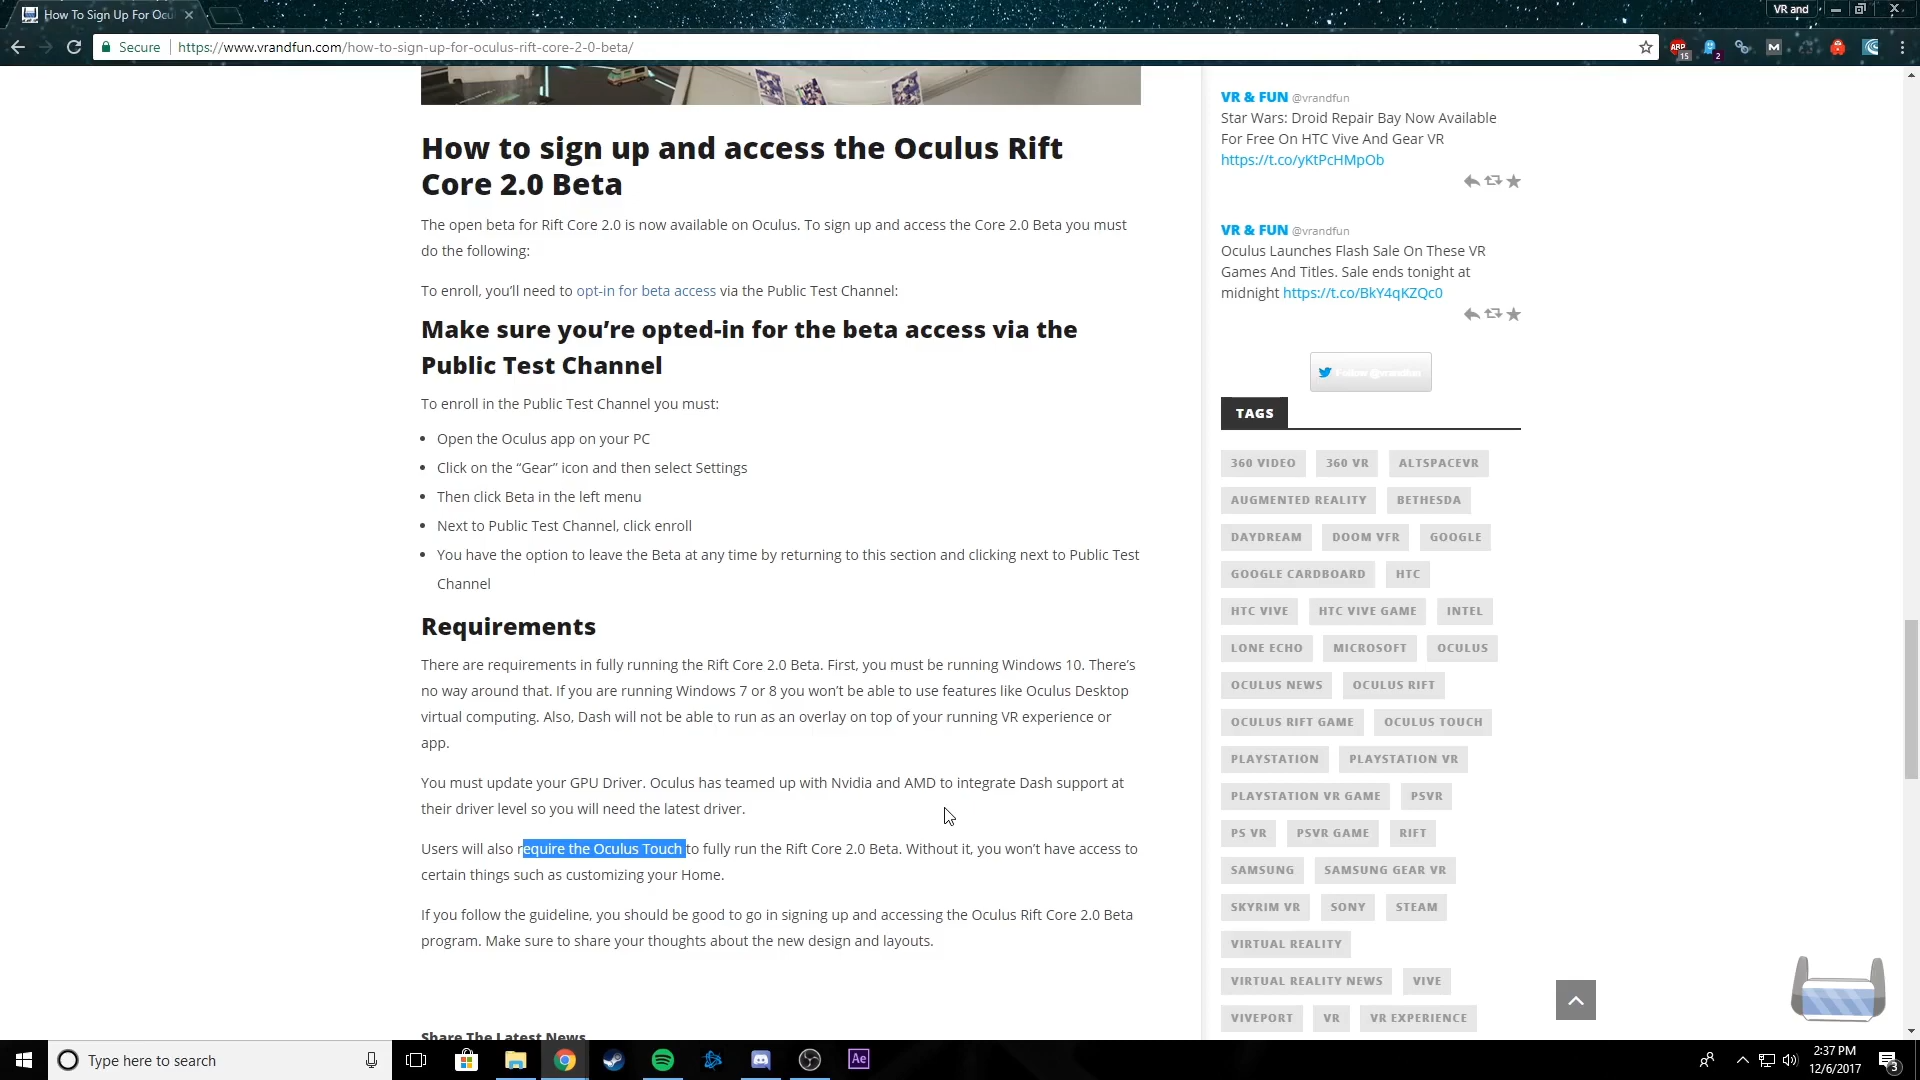 How To Sign Up For Ocu
VR and
Secure
https://www.vrandfun.com/how-to-sign-up-for-oculus-rift-core-2-0-beta/
ABP
15
2
M
How to sign up and access the Oculus Rift
Core 2.0 Beta
The open beta for Rift Core 2.0 is now available on Oculus. To sign up and access the Core 2.0 Beta you must
do the following:
To enroll, you’ll need to opt-in for beta access via the Public Test Channel:
Make sure you’re opted-in for the beta access via the
Public Test Channel
To enroll in the Public Test Channel you must:
• Open the Oculus app on your PC
• Click on the “Gear” icon and then select Settings
• Then click Beta in the left menu
• Next to Public Test Channel, click enroll
• You have the option to leave the Beta at any time by returning to this section and clicking next to Public Test
Channel
Requirements
There are requirements in fully running the Rift Core 2.0 Beta. First, you must be running Windows 10. There’s
no way around that. If you are running Windows 7 or 8 you won’t be able to use features like Oculus Desktop
virtual computing. Also, Dash will not be able to run as an overlay on top of your running VR experience or
app.
You must update your GPU Driver. Oculus has teamed up with Nvidia and AMD to integrate Dash support at
their driver level so you will need the latest driver.
Users will also require the Oculus Touch to fully run the Rift Core 2.0 Beta. Without it, you won’t have access to
certain things such as customizing your Home.
If you follow the guideline, you should be good to go in signing up and accessing the Oculus Rift Core 2.0 Beta
program. Make sure to share your thoughts about the new design and layouts.
Share The Latest News
VR & FUN @vrandfun
Star Wars: Droid Repair Bay Now Available
For Free On HTC Vive And Gear VR
https://t.co/yKtPcHMpOb
VR & FUN @vrandfun
Oculus Launches Flash Sale On These VR
Games And Titles. Sale ends tonight at
midnight https://t.co/BkY4qKZQc0
Follow @vrandfun
TAGS
360 VIDEO 360 VR ALTSPACEVR
AUGMENTED REALITY BETHESDA
DAYDREAM DOOM VFR GOOGLE
GOOGLE CARDBOARD HTC
HTC VIVE HTC VIVE GAME INTEL
LONE ECHO MICROSOFT OCULUS
OCULUS NEWS OCULUS RIFT
OCULUS RIFT GAME OCULUS TOUCH
PLAYSTATION PLAYSTATION VR
PLAYSTATION VR GAME PSVR
PS VR PSVR GAME RIFT
SAMSUNG SAMSUNG GEAR VR
SKYRIM VR SONY STEAM
VIRTUAL REALITY
VIRTUAL REALITY NEWS VIVE
VIVEPORT VR VR EXPERIENCE
Type here to search
Ae
2:37 PM
12/6/2017
3